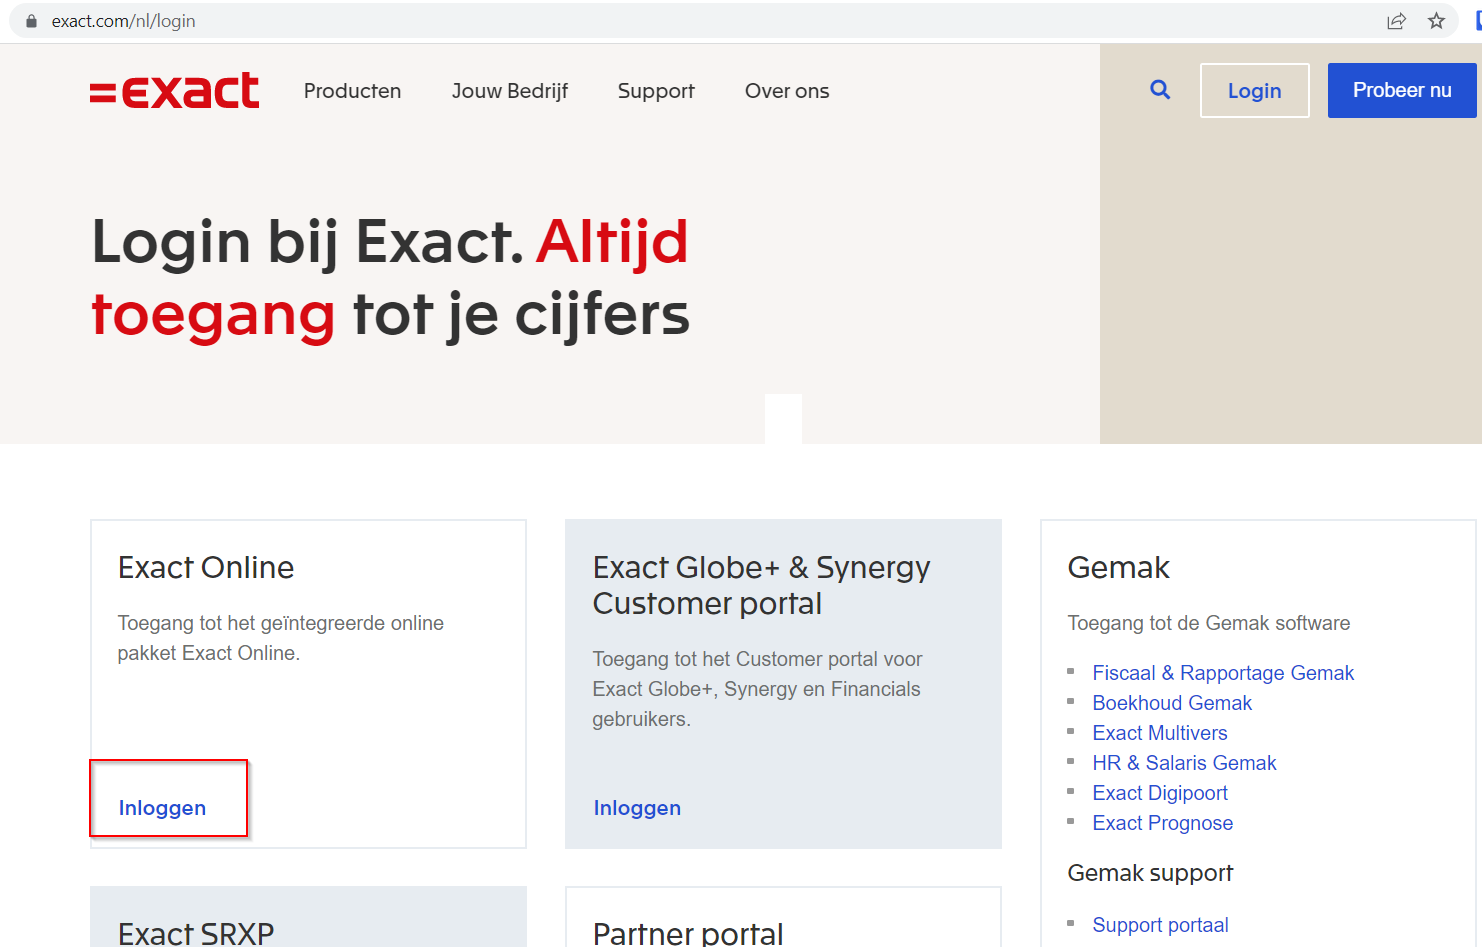 exact.com/nl/login
=exact
Producten
Jouw Bedrijf
Support
Over ons
Login
Probeer nu
Login bij Exact. Altijd
toegang tot je cijfers
Exact Online
Toegang tot het geïntegreerde online
pakket Exact Online.
Inloggen
Exact Globe+ & Synergy
Customer portal
Toegang tot het Customer portal voor
Exact Globe+, Synergy en Financials
gebruikers.
Inloggen
Gemak
Toegang tot de Gemak software
Fiscaal & Rapportage Gemak
Boekhoud Gemak
Exact Multivers
HR & Salaris Gemak
Exact Digipoort
Exact Prognose
Gemak support
Support portaal
Exact SRXP
Partner portal